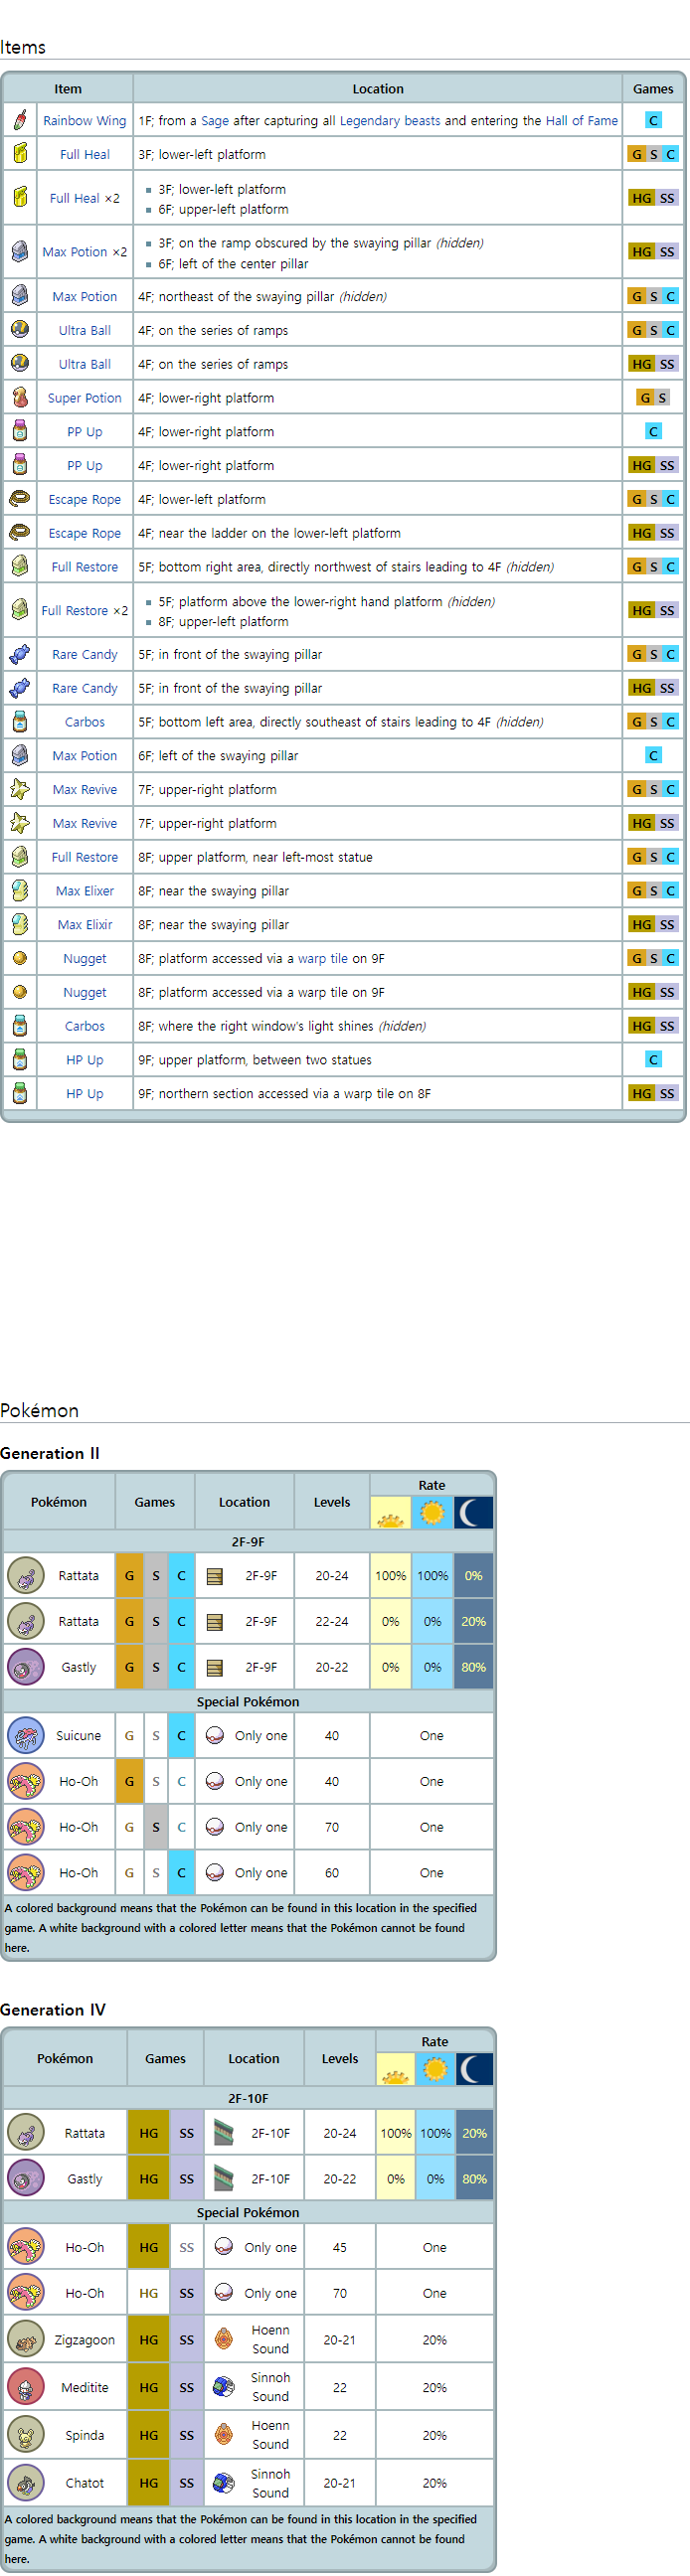 Items
Item Location Games
Rainbow Wing 1F; from a Sage after capturing all Legendary beasts and entering the Hall of Fame C
Full Heal 3F; lower-left platform G S C
Full Heal ×2 3F; lower-left platform HG SS
6F; upper-left platform
Max Potion ×2 3F; on the ramp obscured by the swaying pillar (hidden) HG SS
6F; left of the center pillar
Max Potion 4F; northeast of the swaying pillar (hidden) G S C
Ultra Ball 4F; on the series of ramps G S C
Ultra Ball 4F; on the series of ramps HG SS
Super Potion 4F; lower-right platform G S
PP Up 4F; lower-right platform C
PP Up 4F; lower-right platform HG SS
Escape Rope 4F; lower-left platform G S C
Escape Rope 4F; near the ladder on the lower-left platform HG SS
Full Restore 5F; bottom right area, directly northwest of stairs leading to 4F (hidden) G S C
Full Restore ×2 5F; platform above the lower-right hand platform (hidden) HG SS
8F; upper-left platform
Rare Candy 5F; in front of the swaying pillar G S C
Rare Candy 5F; in front of the swaying pillar HG SS
Carbos 5F; bottom left area, directly southeast of stairs leading to 4F (hidden) G S C
Max Potion 6F; left of the swaying pillar C
Max Revive 7F; upper-right platform G S C
Max Revive 7F; upper-right platform HG SS
Full Restore 8F; upper platform, near left-most statue G S C
Max Elixer 8F; near the swaying pillar G S C
Max Elixir 8F; near the swaying pillar HG SS
Nugget 8F; platform accessed via a warp tile on 9F G S C
Nugget 8F; platform accessed via a warp tile on 9F HG SS
Carbos 8F; where the right window's light shines (hidden) HG SS
HP Up 9F; upper platform, between two statues C
HP Up 9F; northern section accessed via a warp tile on 8F HG SS
Pokémon
Generation II
Pokémon Games Location Levels Rate
2F-9F
Rattata G S C 2F-9F 20-24 100% 100% 0%
Rattata G S C 2F-9F 22-24 0% 0% 20%
Gastly G S C 2F-9F 20-22 0% 0% 80%
Special Pokémon
Suicune G S C Only one 40 One
Ho-Oh G S C Only one 40 One
Ho-Oh G S C Only one 70 One
Ho-Oh G S C Only one 60 One
A colored background means that the Pokémon can be found in this location in the specified
game. A white background with a colored letter means that the Pokémon cannot be found
here.
Generation IV
Pokémon Games Location Levels Rate
2F-10F
Rattata HG SS 2F-10F 20-24 100% 100% 20%
Gastly HG SS 2F-10F 20-22 0% 0% 80%
Special Pokémon
Ho-Oh HG SS Only one 45 One
Ho-Oh HG SS Only one 70 One
Zigzagoon HG SS Hoenn Sound 20-21 20%
Meditite HG SS Sinnoh Sound 22 20%
Spinda HG SS Hoenn Sound 22 20%
Chatot HG SS Sinnoh Sound 20-21 20%
A colored background means that the Pokémon can be found in this location in the specified
game. A white background with a colored letter means that the Pokémon cannot be found
here.